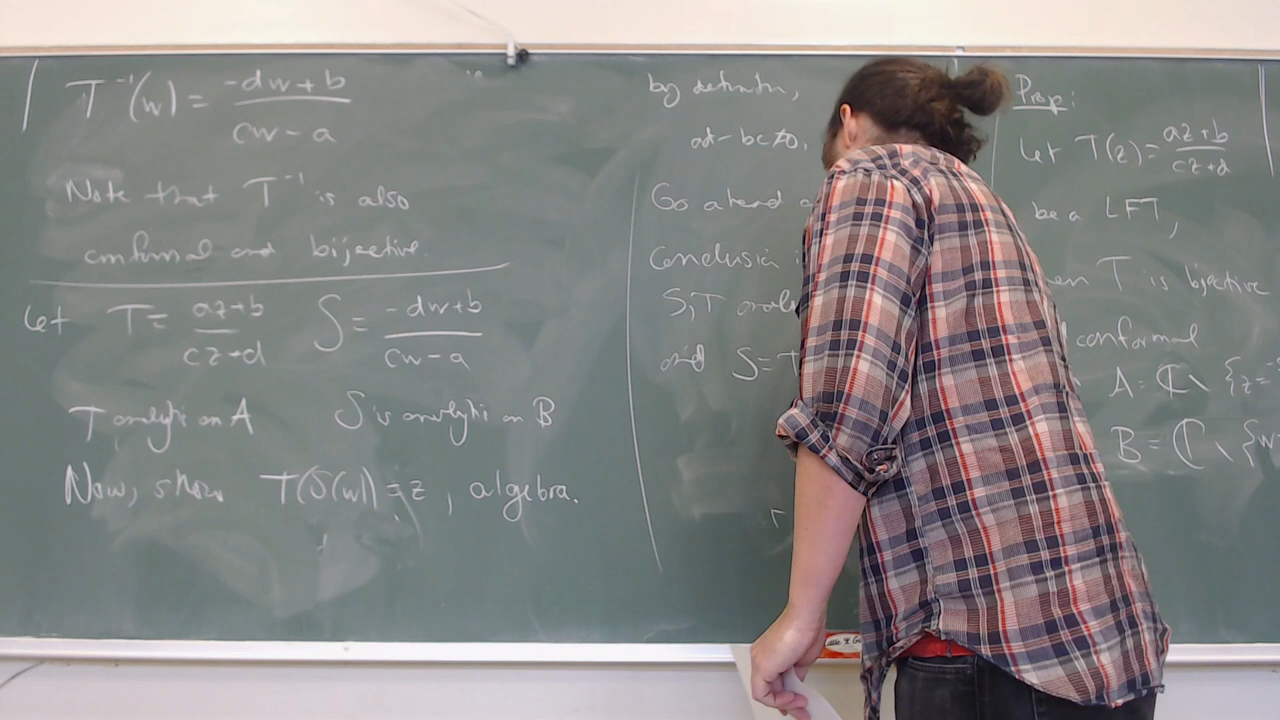 T⁻¹(w) = (-dw+b)/(cw-a)
Note that T⁻¹ is also
conformal and bijective.
Let T = (az+b)/(cz+d) S = (-dw+b)/(cw-a)
T analytic on A S is analytic on B
Now, show T(S(w)) = z, algebra.
by definition,
ad-bc≠0,
Go ahead
Conclusion
S,T
and S=T
Prop:
Let T(z) = (az+b)/(cz+d)
be a LFT,
T is bijective
conformal
A = ℂ \ {z=
B = ℂ \ {w